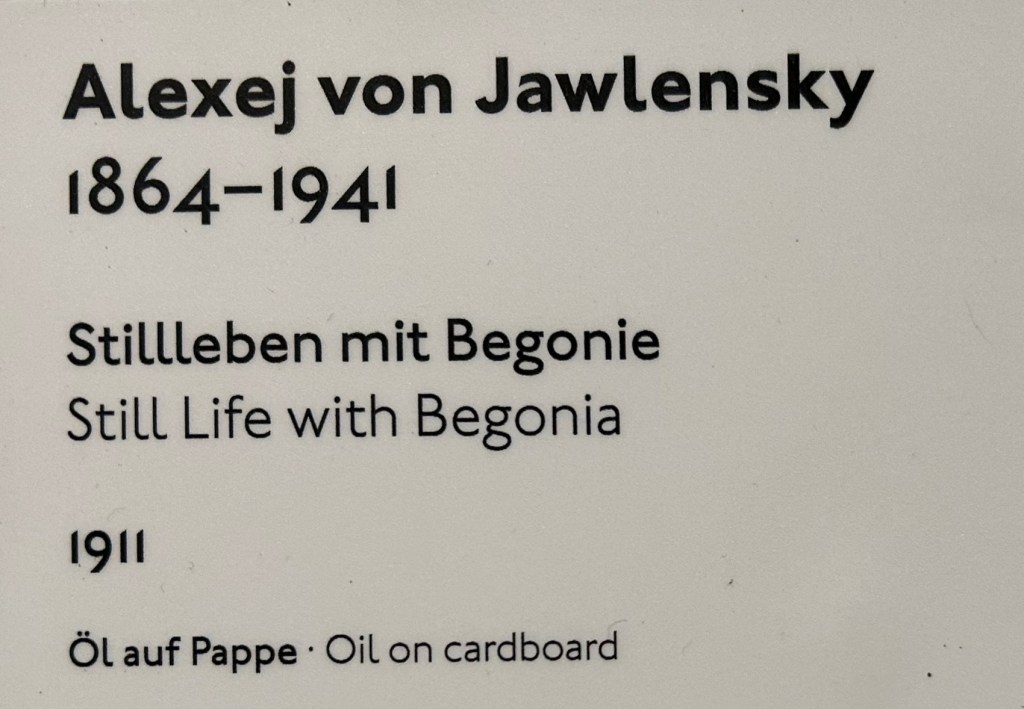 Alexej von Jawlensky
1864–1941
Stillleben mit Begonie
Still Life with Begonia
1911
Öl auf Pappe · Oil on cardboard